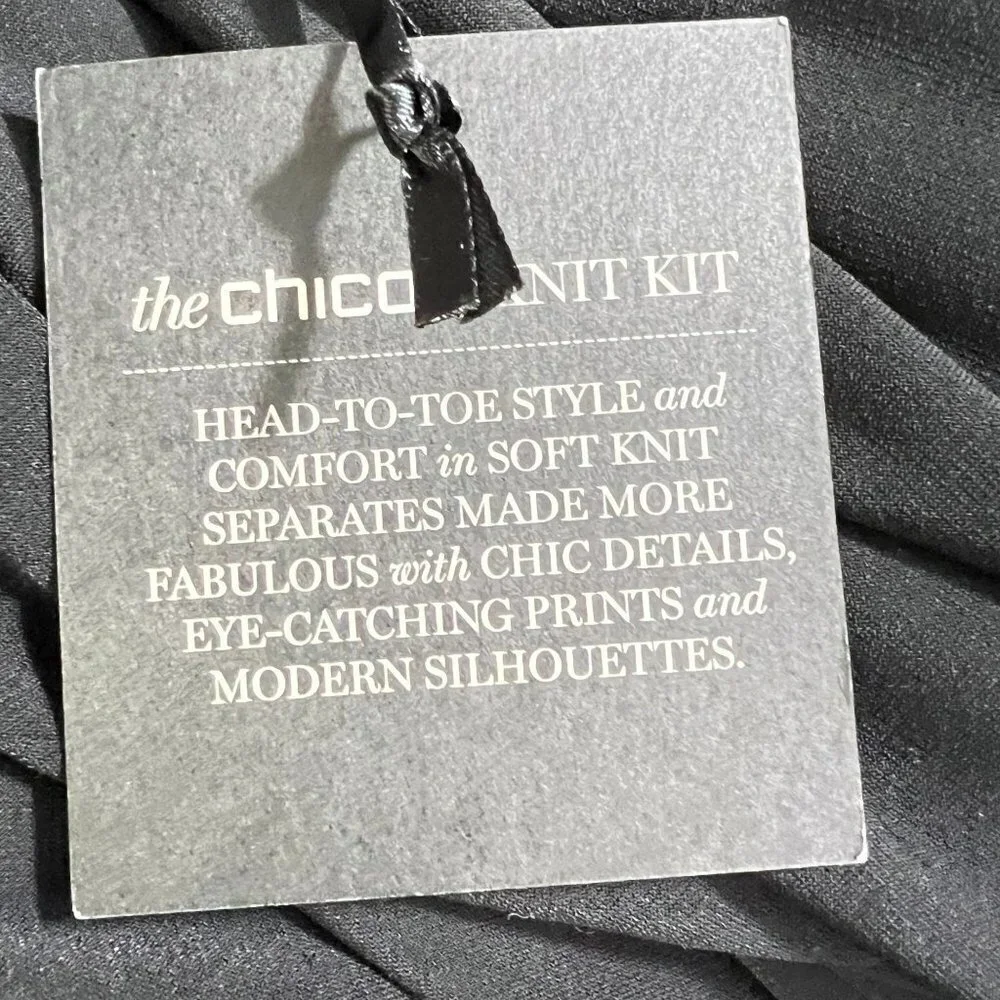 the chico KNIT KIT
HEAD-TO-TOE STYLE and
COMFORT in SOFT KNIT
SEPARATES MADE MORE
FABULOUS with CHIC DETAILS,
EYE-CATCHING PRINTS and
MODERN SILHOUETTES.